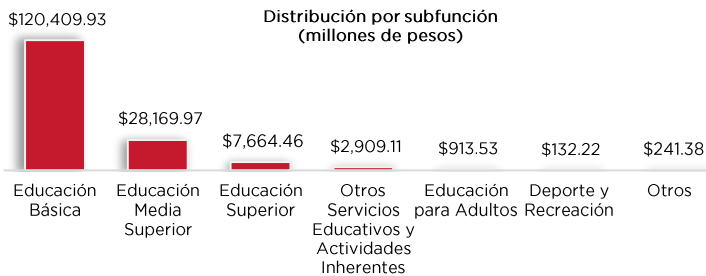 Distribución por subfunción
(millones de pesos)
$120,409.93
$28,169.97
$7,664.46
$2,909.11
$913.53
$132.22
$241.38
Educación
Básica
Educación
Media
Superior
Educación
Superior
Otros
Servicios
Educativos y
Actividades
Inherentes
Educación
para Adultos
Deporte y
Recreación
Otros